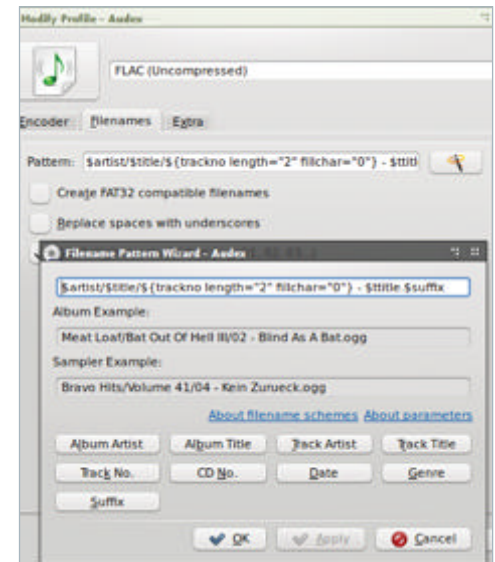 Modify Profile - Audex
FLAC (Uncompressed)
Encoder Filenames Extra
Pattern: $artist/$title/${trackno length="2" fillchar="0"} - $ttitl
Create FAT32 compatible filenames
Replace spaces with underscores
Filename Pattern Wizard - Audex
$artist/$title/${trackno length="2" fillchar="0"} - $ttitle.$suffix
Album Example:
Meat Loaf/Bat Out Of Hell III/02 - Blind As A Bat.ogg
Sampler Example:
Bravo Hits/Volume 41/04 - Kein Zurueck.ogg
About filename schemes About parameters
Album Artist Album Title Track Artist Track Title
Track No. CD No. Date Genre
Suffix
OK Apply Cancel